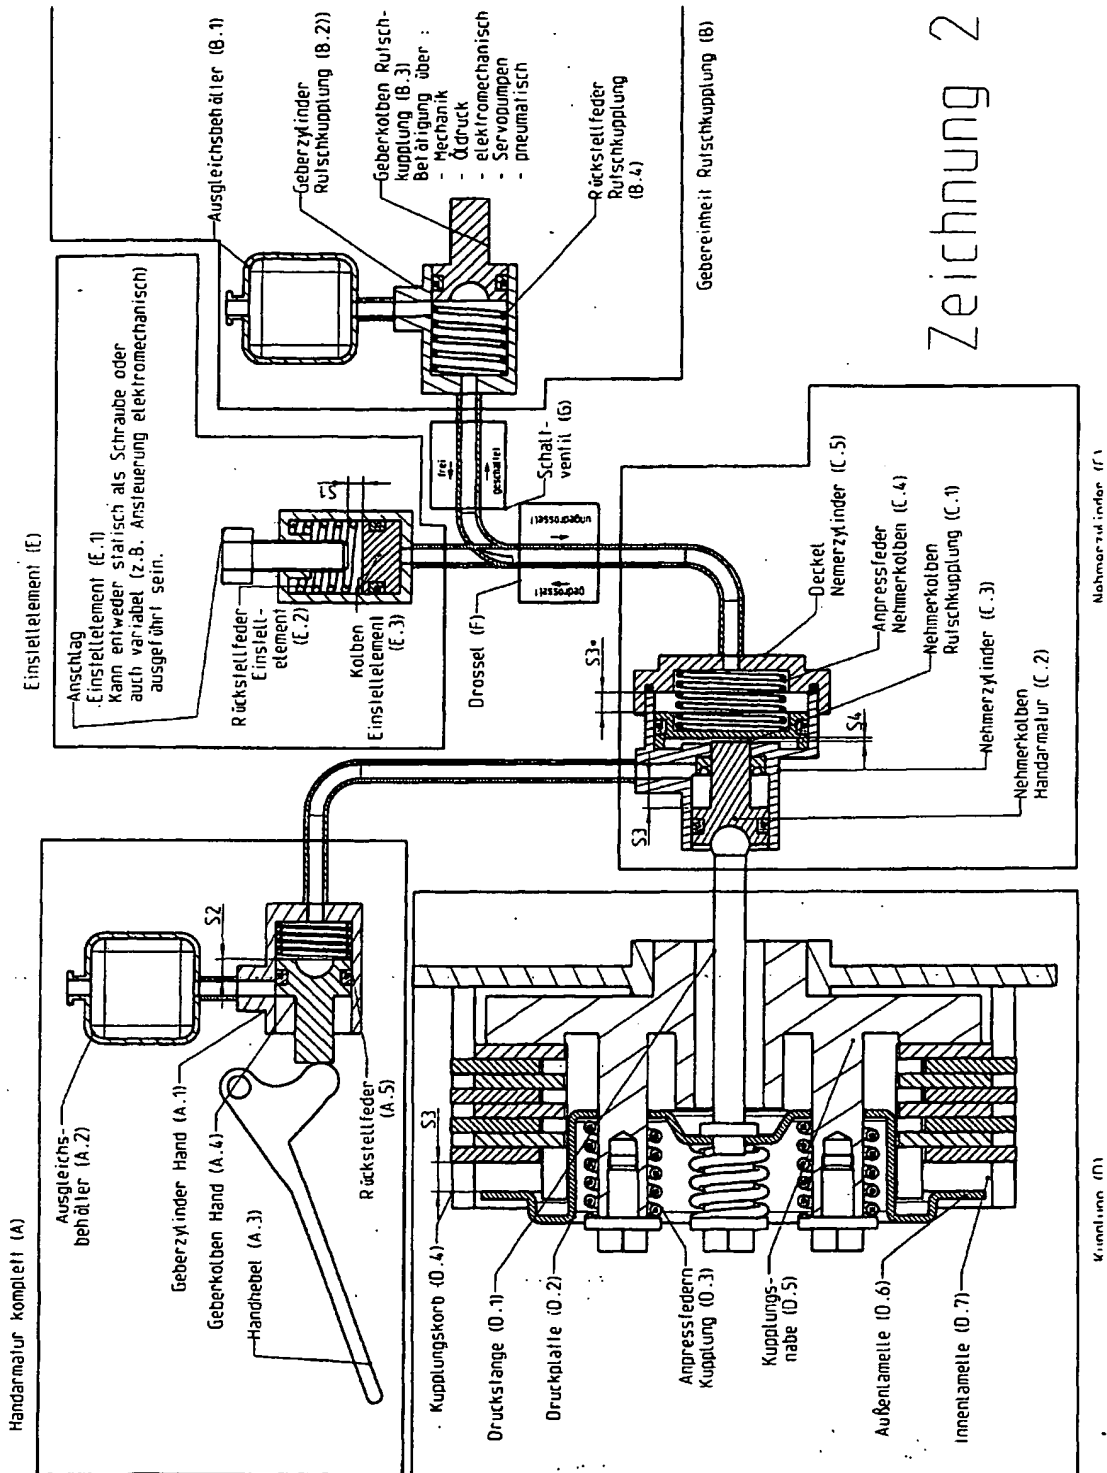 Handarmatur komplett (A)
Ausgleichs-
behälter (A.2)
Geberzylinder Hand (A.1)
Geberkolben Hand (A.4)
Handhebel (A.3)
Rückstellfeder
(A.5)
S2
Einstellelement (E)
Anschlag
Einstellelement (E.1)
Kann entweder statisch als Schraube oder
auch variabel (z.B. Ansteuerung elektromechanisch)
ausgeführt sein.
Rückstellfeder
Einstell-
element
(E.2)
Kolben
Einstellelement
(E.3)
S1
Ausgleichsbehälter (B.1)
Geberzylinder
Rutschkupplung (B.2))
Geberkolben Rutsch-
kupplung (B.3)
Betätigung über :
- Mechanik
- Öldruck
- elektromechanisch
- Servopumpen
- pneumatisch
Rückstellfeder
Rutschkupplung
(B.4)
Gebereinheit Rutschkupplung (B)
frei
geschaltet
Schalt-
ventil (G)
Drossel (F)
gedrosselt
ungedrosselt
S3
S3*
S4
Deckel
Nemerzylinder (C.5)
Anpressfeder
Nehmerkolben (C.4)
Nehmerkolben
Rutschkupplung (C.1)
Nehmerzylinder (C.3)
Nehmerkolben
Handarmatur (C.2)
Nehmerzylinder (C)
S3
Kupplungskorb (D.4)
Druckstange (D.1)
Druckplatte (D.2)
Anpressfedern
Kupplung (D.3)
Kupplungs-
nabe (D.5)
Außenlamelle (D.6)
Innenlamelle (D.7)
Kupplung (D)
Zeichnung 2